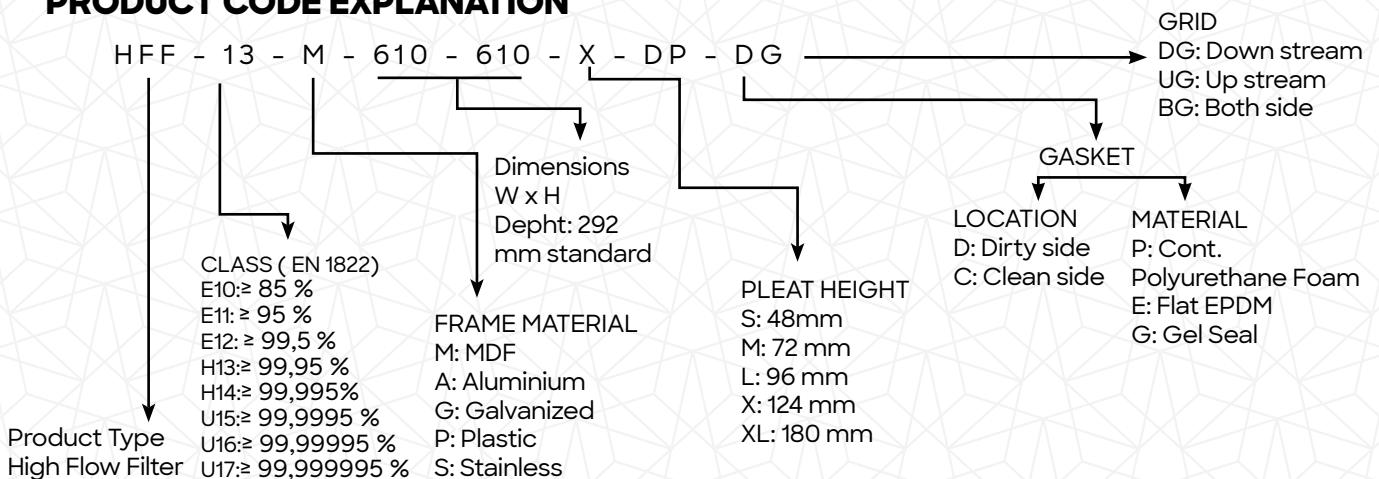 PRODUCT CODE EXPLANATION
HFF - 13 - M - 610 - 610 - X - DP - DG
GRID
DG: Down stream
UG: Up stream
BG: Both side
GASKET
LOCATION
D: Dirty side
C: Clean side
MATERIAL
P: Cont.
Polyurethane Foam
E: Flat EPDM
G: Gel Seal
Dimensions
W x H
Depht: 292
mm standard
PLEAT HEIGHT
S: 48mm
M: 72 mm
L: 96 mm
X: 124 mm
XL: 180 mm
FRAME MATERIAL
M: MDF
A: Aluminium
G: Galvanized
P: Plastic
S: Stainless
CLASS ( EN 1822)
E10:≥ 85 %
E11: ≥ 95 %
E12: ≥ 99,5 %
H13:≥ 99,95 %
H14:≥ 99,995%
U15:≥ 99,9995 %
U16:≥ 99,99995 %
U17:≥ 99,999995 %
Product Type
High Flow Filter